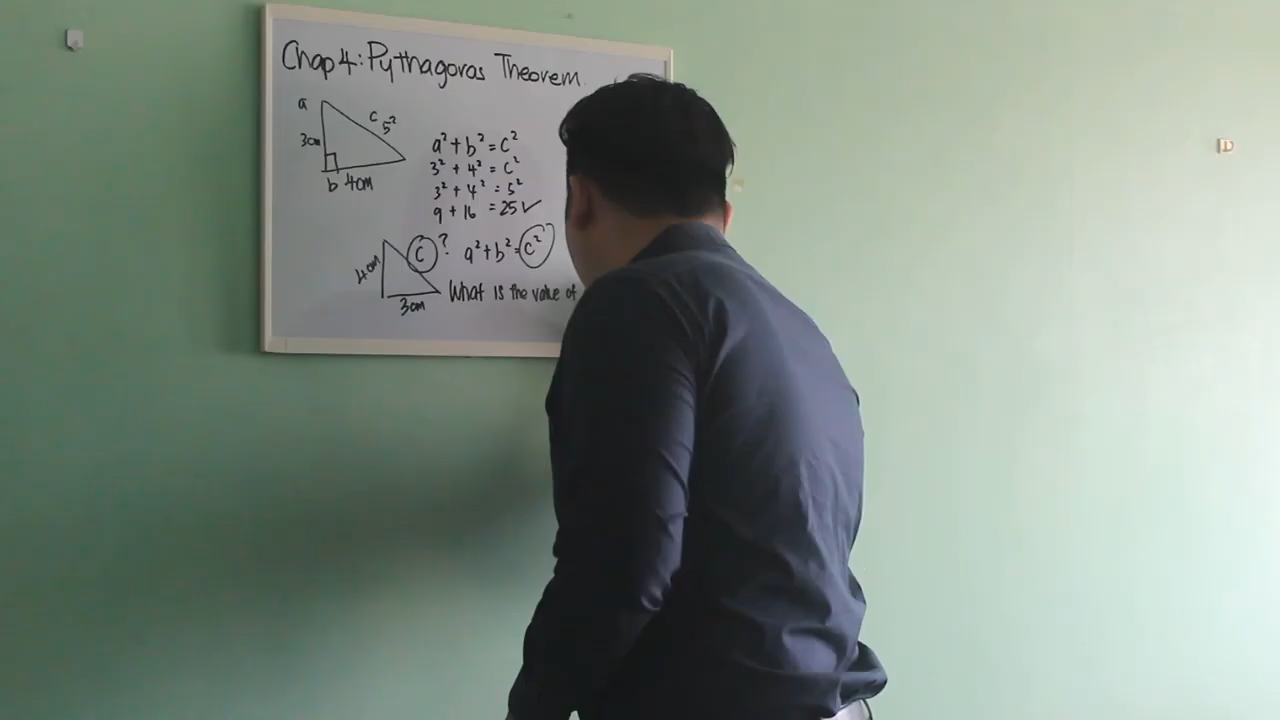 Chap 4: Pythagoras Theorem.
a
c
5²
3cm
b 4cm
a² + b² = c²
3² + 4² = c²
3² + 4² = 5²
9 + 16 = 25 ✓
4cm
C ?
a² + b² = c²
3cm
What is the value of